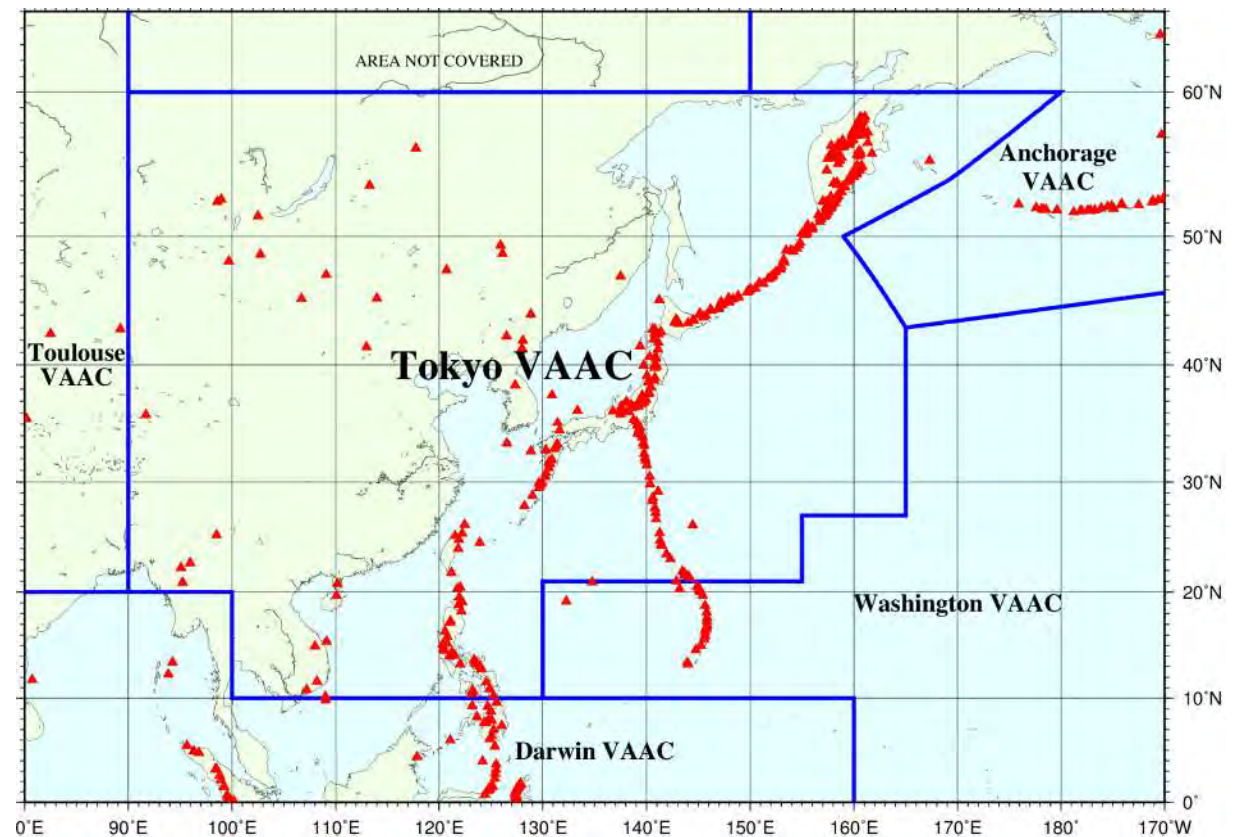 AREA NOT COVERED
60°N
Anchorage
VAAC
50°N
Toulouse
VAAC
Tokyo VAAC
40°N
30°N
20°N
Washington VAAC
10°N
Darwin VAAC
0°
0°E 90°E 100°E 110°E 120°E 130°E 140°E 150°E 160°E 170°E 180° 170°W